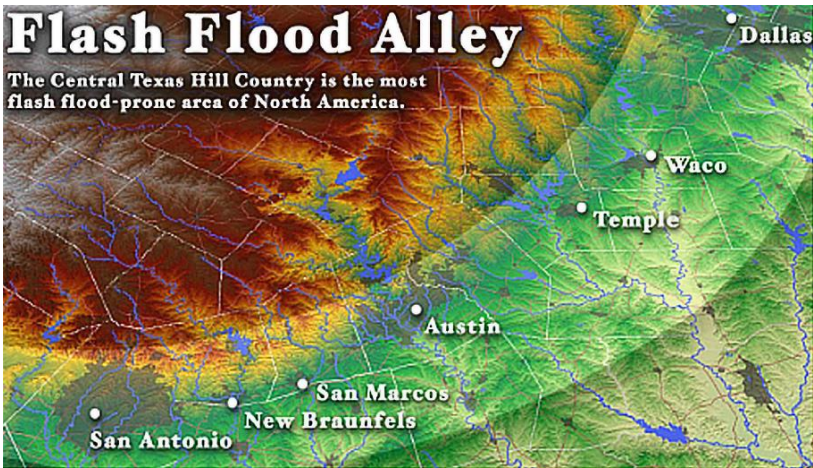 Flash Flood Alley
The Central Texas Hill Country is the most
flash flood-prone area of North America.
Dallas
Waco
Temple
Austin
San Marcos
New Braunfels
San Antonio